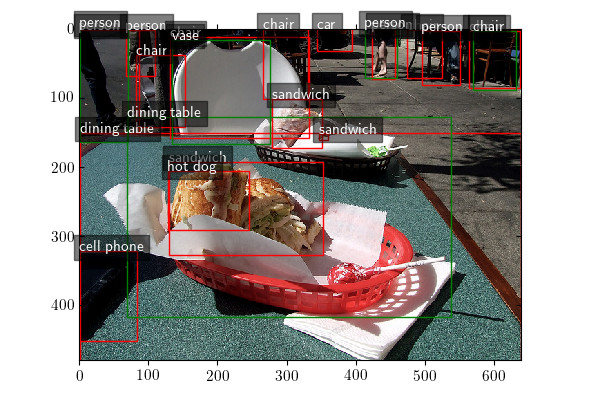 person
person
chair
vase
chair
car
person
person
chair
sandwich
dining table
dining table
sandwich
sandwich
hot dog
cell phone
0
100
200
300
400
0
100
200
300
400
500
600